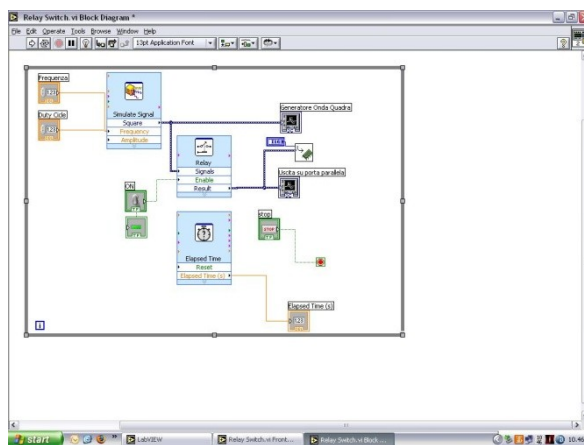 Relay Switch.vi Block Diagram *
File Edit Operate Tools Browse Window Help
13pt Application Font
Frequenza
Duty Cicle
Simulate Signal
Square
Frequency
Amplitude
Generatore Onda Quadra
Relay
Signals
Enable
Result
Uscita su porta parallela
ON
stop
STOP
Elapsed Time
Reset
Elapsed Time (s)
Elapsed Time (s)
i
start
LabVIEW
Relay Switch.vi Front...
Relay Switch.vi Block ...